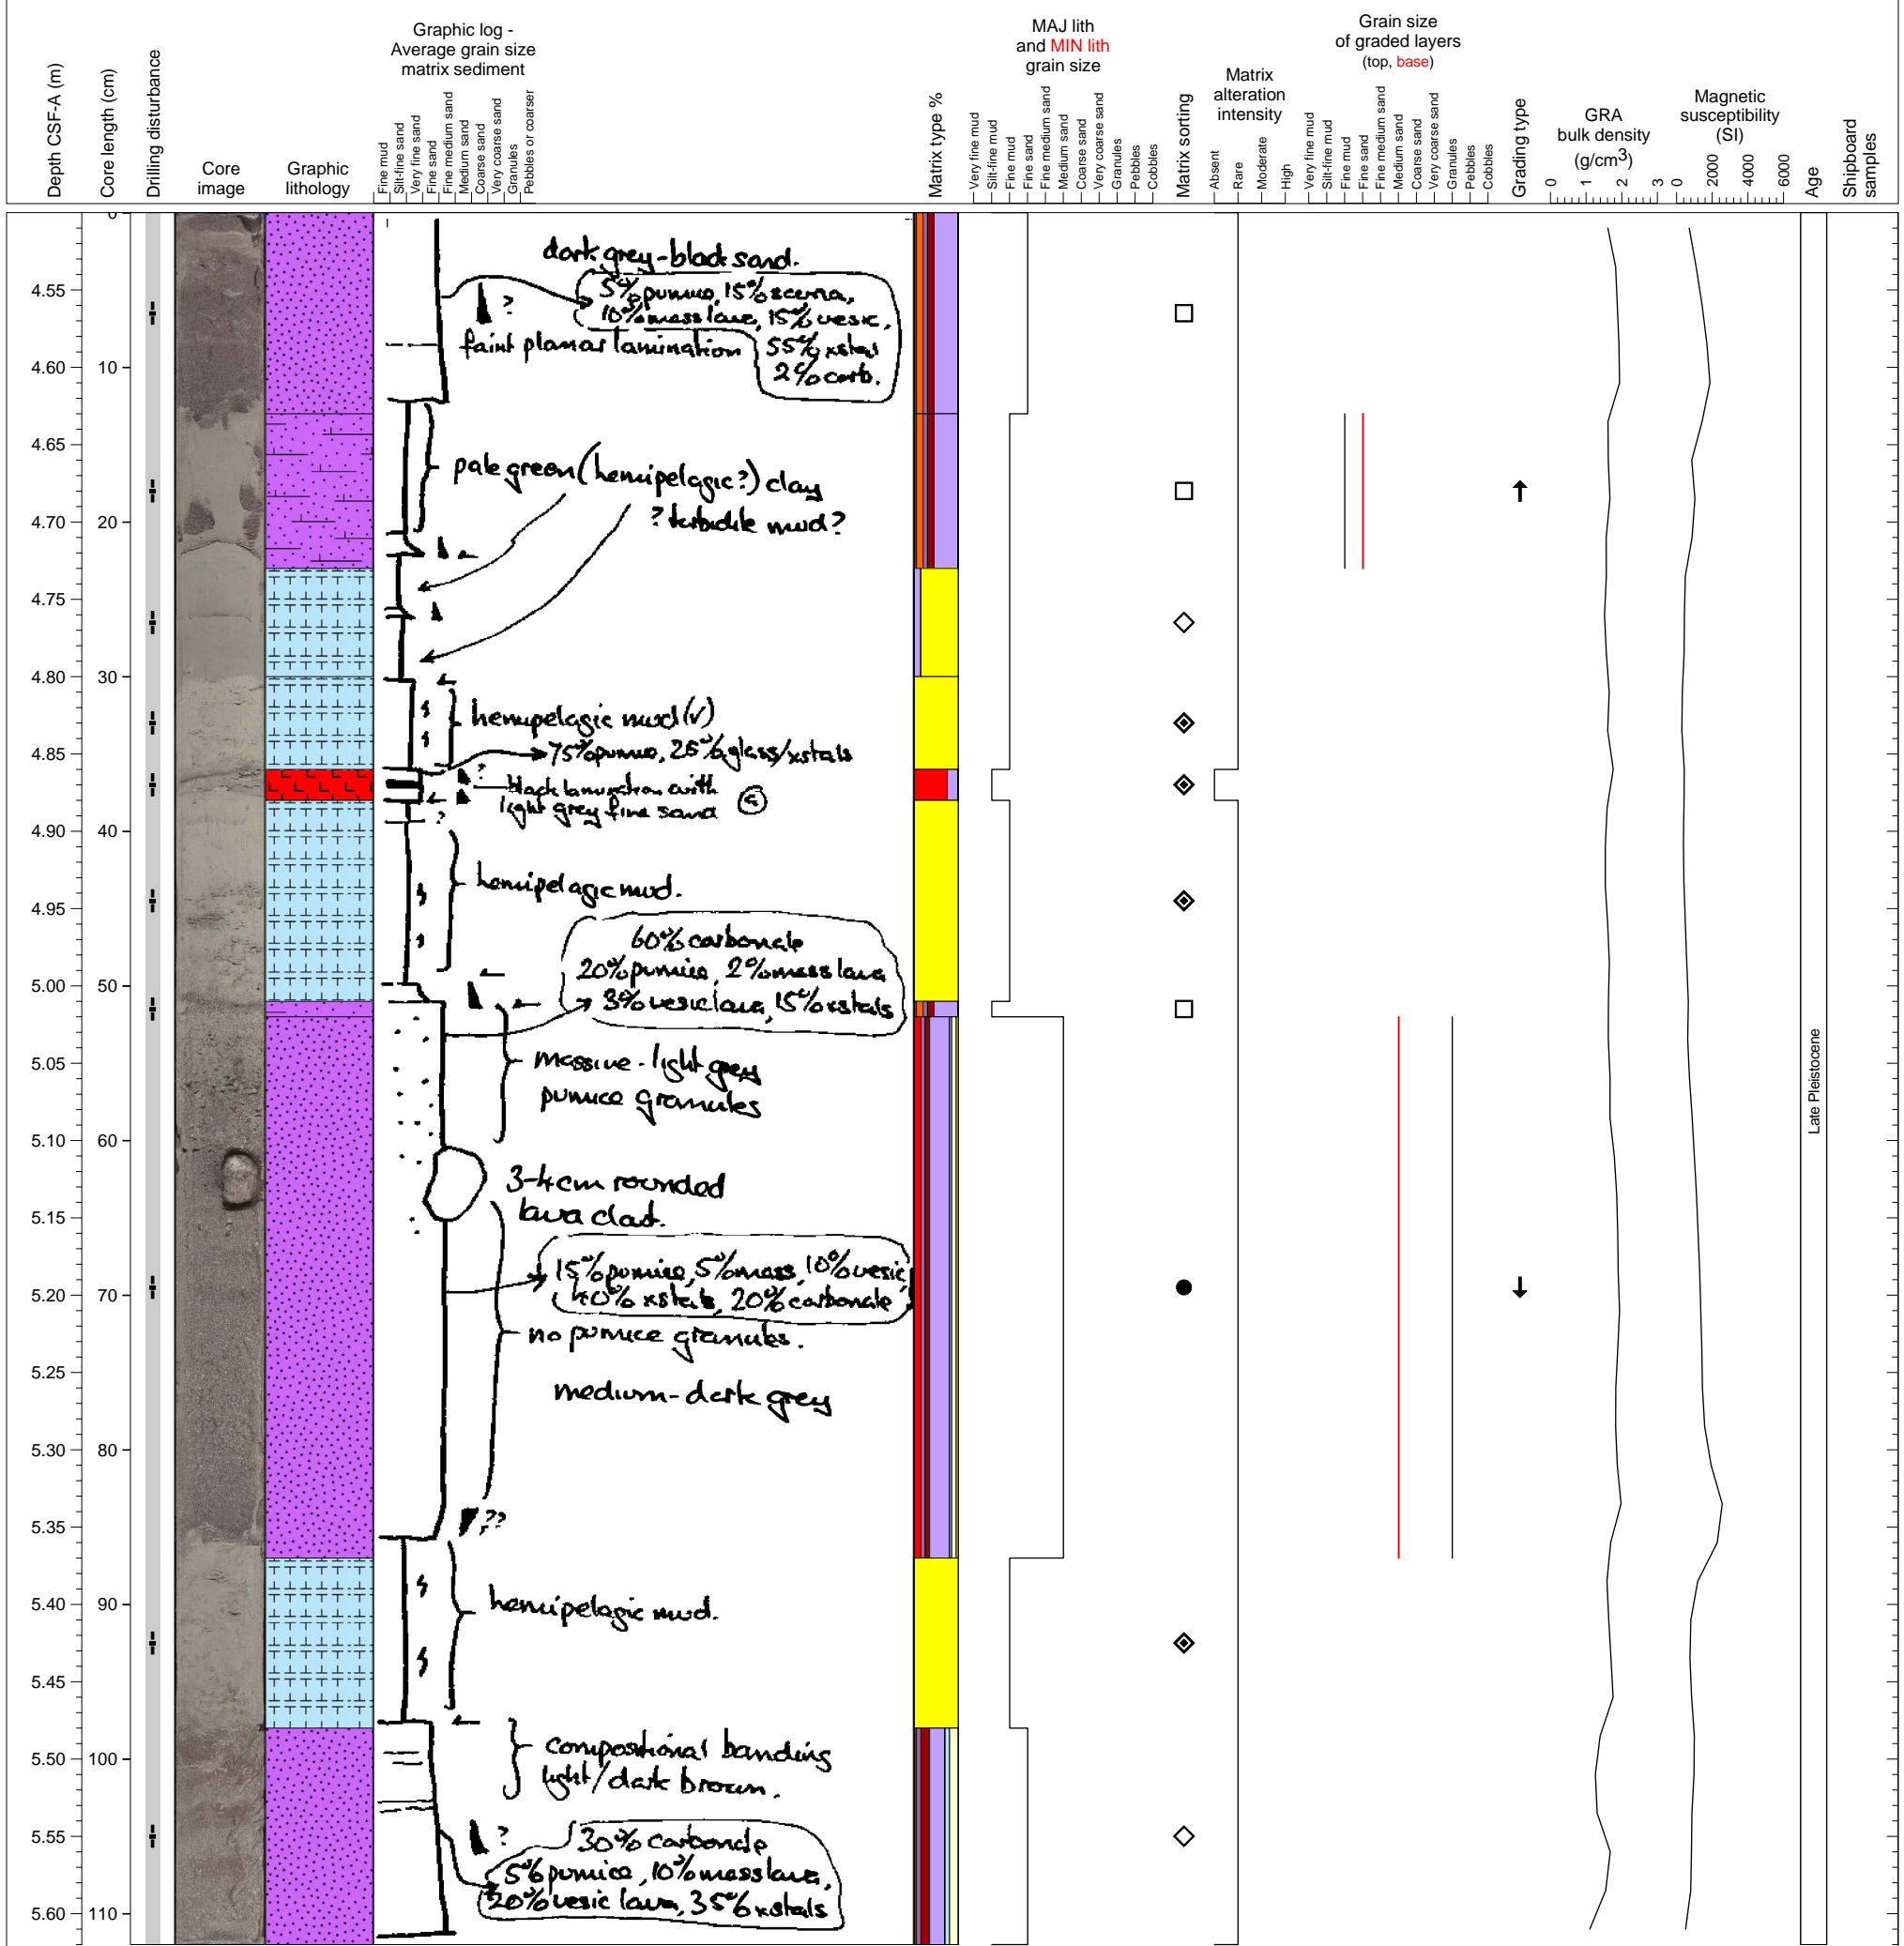 Depth CSF-A (m)
Core length (cm)
Drilling disturbance
Core
image
Graphic
lithology
Graphic log -
Average grain size
matrix sediment
Fine mud
Silt-fine sand
Very fine sand
Fine sand
Fine medium sand
Medium sand
Coarse sand
Very coarse sand
Granules
Pebbles or coarser
Matrix type %
MAJ lith
and MIN lith
grain size
Very fine mud
Silt-fine mud
Fine mud
Fine sand
Fine medium sand
Medium sand
Coarse sand
Very coarse sand
Granules
Pebbles
Cobbles
Matrix sorting
Matrix
alteration
intensity
Absent
Rare
Moderate
High
Grain size
of graded layers
(top, base)
Very fine mud
Silt-fine mud
Fine mud
Fine sand
Fine medium sand
Medium sand
Coarse sand
Very coarse sand
Granules
Pebbles
Cobbles
Grading type
GRA
bulk density
(g/cm3)
0 1 2 3
Magnetic
susceptibility
(SI)
0 2000 4000 6000
Age
Shipboard
samples
0
4.55
4.60
4.65
4.70
4.75
4.80
4.85
4.90
4.95
5.00
5.05
5.10
5.15
5.20
5.25
5.30
5.35
5.40
5.45
5.50
5.55
5.60
10
20
30
40
50
60
70
80
90
100
110
dark grey-black sand.
5% pumice, 15% scoria,
10% mass lava, 15% vesic,
?
faint planar lamination
55% xstal
2% carb.
pale green (hemipelagic?) clay
? turbidite mud?
hemipelagic mud (v)
75% pumice, 25% glass/xstals
?
black lamination with
light grey fine sand
?
hemipelagic mud.
60% carbonate
20% pumice, 2% mass lava
3% vesic lava, 15% xstals
massive - light grey
pumice granules
3-4cm rounded
lava clast.
15% pumice, 5% mass, 10% vesic,
% xstals, 20% carbonate
no pumice granules.
medium-dark grey
??
hemipelagic mud.
compositional banding
light/dark brown.
?
30% carbonate
5% pumice, 10% mass lava,
20% vesic lava, 35% xstals
Late Pleistocene